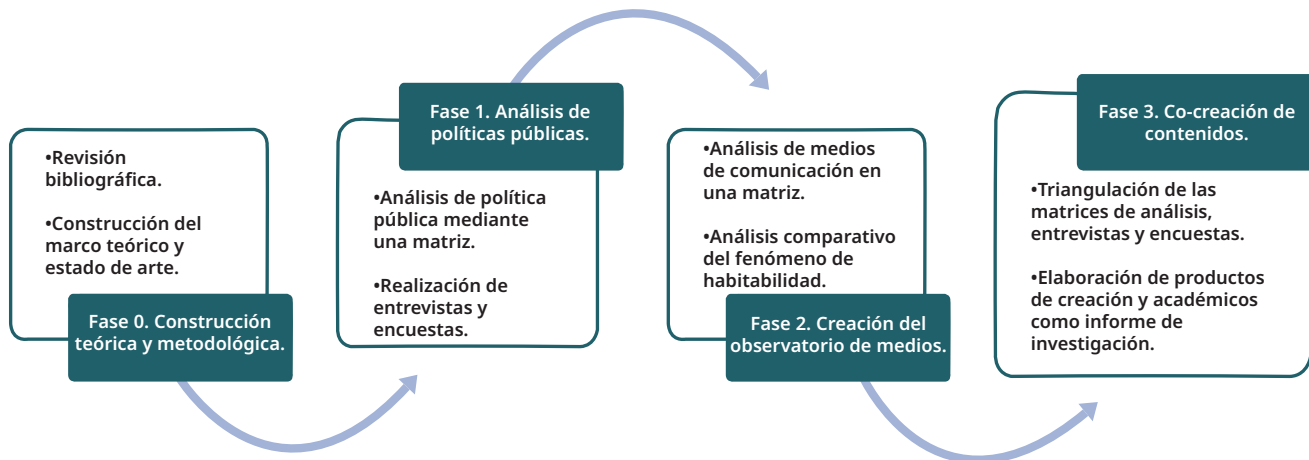 •Revisión
bibliográfica.
•Construcción del
marco teórico y
estado de arte.
Fase 0. Construcción
teórica y metodológica.
Fase 1. Análisis de
políticas públicas.
•Análisis de política
pública mediante
una matriz.
•Realización de
entrevistas y
encuestas.
•Análisis de medios
de comunicación en
una matriz.
•Análisis comparativo
del fenómeno de
habitabilidad.
Fase 2. Creación del
observatorio de medios.
Fase 3. Co-creación de
contenidos.
•Triangulación de las
matrices de análisis,
entrevistas y encuestas.
•Elaboración de productos
de creación y académicos
como informe de
investigación.